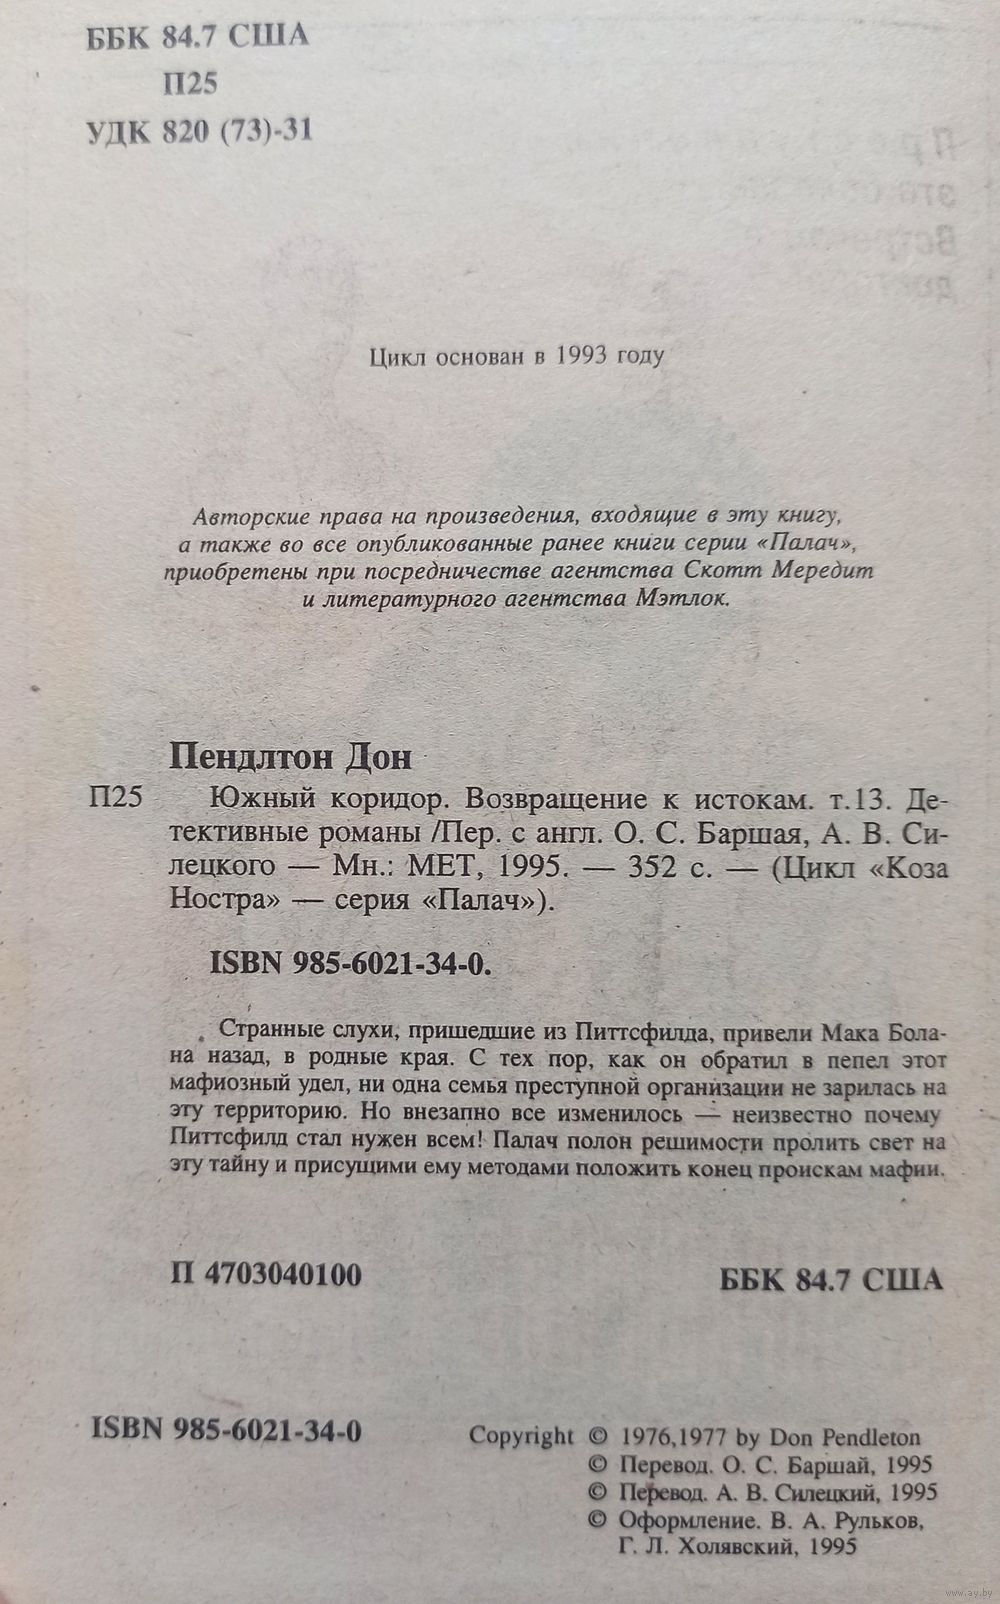 ББК 84.7 США
П25
УДК 820 (73)-31
Цикл основан в 1993 году
Авторские права на произведения, входящие в эту книгу,
а также во все опубликованные ранее книги серии «Палач»,
приобретены при посредничестве агентства Скотт Мередит
и литературного агентства Мэтлок.
Пендлтон Дон
П25 Южный коридор. Возвращение к истокам. т.13. Де-
тективные романы /Пер. с англ. О. С. Баршая, А. В. Си-
лецкого — Мн.: МЕТ, 1995. — 352 с. — (Цикл «Коза
Ностра» — серия «Палач»).
ISBN 985-6021-34-0.
Странные слухи, пришедшие из Питтсфилда, привели Мака Бола-
на назад, в родные края. С тех пор, как он обратил в пепел этот
мафиозный удел, ни одна семья преступной организации не зарилась на
эту территорию. Но внезапно все изменилось — неизвестно почему
Питтсфилд стал нужен всем! Палач полон решимости пролить свет на
эту тайну и присущими ему методами положить конец проискам мафии.
П 4703040100 ББК 84.7 США
ISBN 985-6021-34-0
Copyright © 1976,1977 by Don Pendleton
© Перевод. О. С. Баршай, 1995
© Перевод. А. В. Силецкий, 1995
© Оформление. В. А. Рульков,
Г. Л. Холявский, 1995
www.ay.by